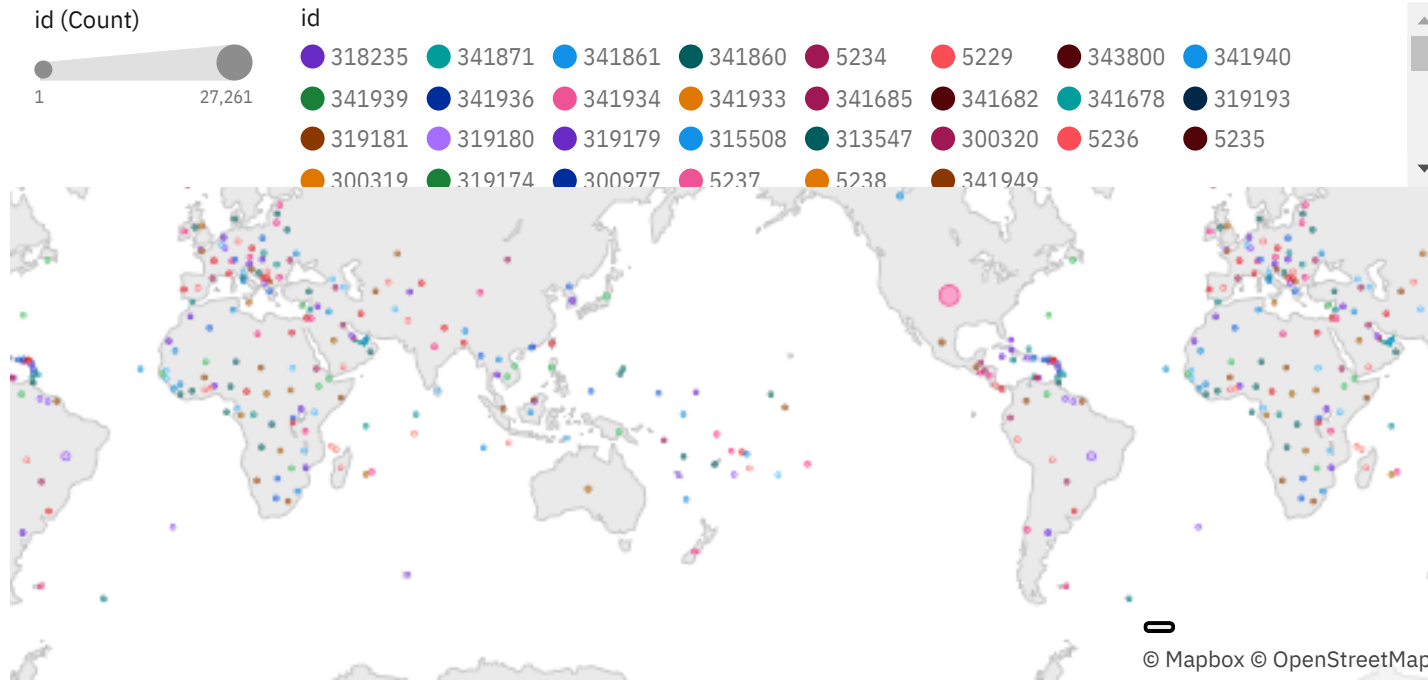 id (Count)
1 27,261
id
318235 341871 341861 341860 5234 5229 343800 341940
341939 341936 341934 341933 341685 341682 341678 319193
319181 319180 319179 315508 313547 300320 5236 5235
300319 319174 300977 5237 5238 341949
© Mapbox © OpenStreetMap